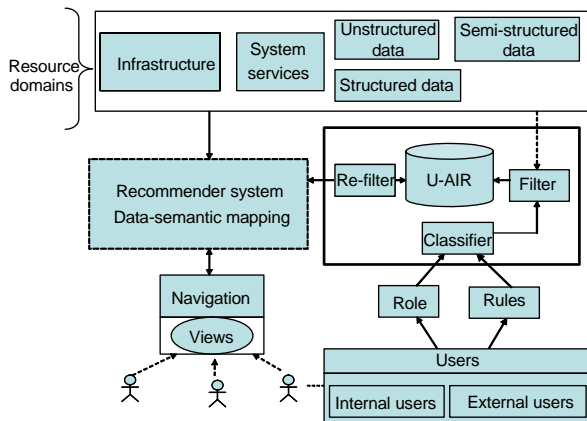 Resource
domains
Infrastructure
System
services
Unstructured
data
Structured data
Semi-structured
data
Recommender system
Data-semantic mapping
Re-filter
U-AIR
Filter
Classifier
Navigation
Views
Role
Rules
Users
Internal users
External users